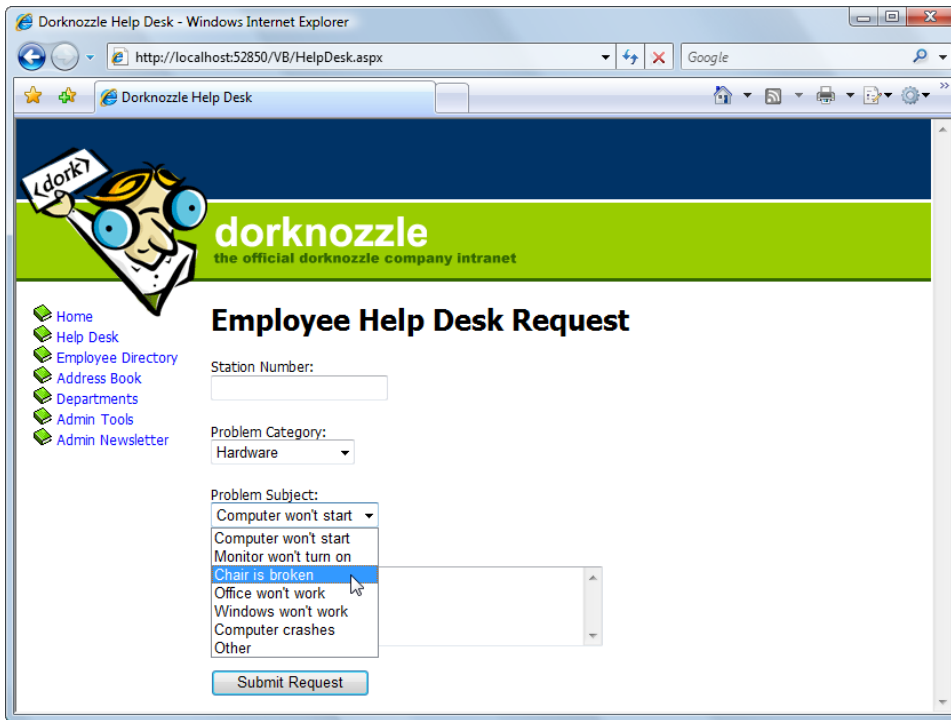 Dorknozzle Help Desk - Windows Internet Explorer
http://localhost:52850/VB/HelpDesk.aspx
Google
Dorknozzle Help Desk
<dork>
dorknozzle
the official dorknozzle company intranet
Home
Help Desk
Employee Directory
Address Book
Departments
Admin Tools
Admin Newsletter
Employee Help Desk Request
Station Number:
Problem Category:
Hardware
Problem Subject:
Computer won't start
Computer won't start
Monitor won't turn on
Chair is broken
Office won't work
Windows won't work
Computer crashes
Other
Submit Request